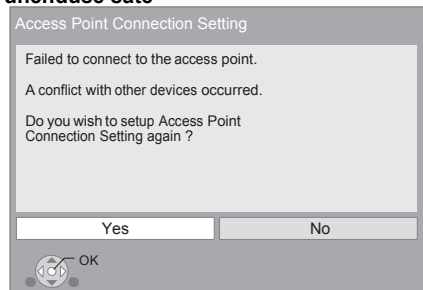 Access Point Connection Setting
Failed to connect to the access point.
A conflict with other devices occurred.
Do you wish to setup Access Point
Connection Setting again ?
Yes No
OK